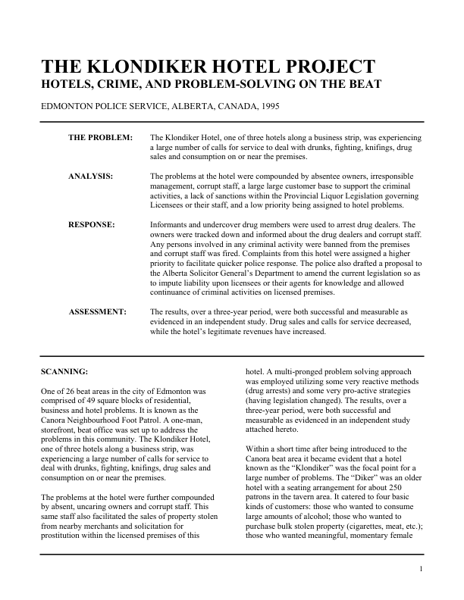 THE KLONDIKER HOTEL PROJECT
HOTELS, CRIME, AND PROBLEM-SOLVING ON THE BEAT
EDMONTON POLICE SERVICE, ALBERTA, CANADA, 1995
THE PROBLEM: The Klondiker Hotel, one of three hotels along a business strip, was experiencing
a large number of calls for service to deal with drunks, fighting, knifings, drug
sales and consumption on or near the premises.
ANALYSIS: The problems at the hotel were compounded by absentee owners, irresponsible
management, corrupt staff, a large large customer base to support the criminal
activities, a lack of sanctions within the Provincial Liquor Legislation governing
Licensees or their staff, and a low priority being assigned to hotel problems.
RESPONSE: Informants and undercover drug members were used to arrest drug dealers. The
owners were tracked down and informed about the drug dealers and corrupt staff.
Any persons involved in any criminal activity were banned from the premises
and corrupt staff was fired. Complaints from this hotel were assigned a higher
priority to facilitate quicker police response. The police also drafted a proposal to
the Alberta Solicitor General's Department to amend the current legislation so as
to impute liability upon licensees or their agents for knowledge and allowed
continuance of criminal activities on licensed premises.
ASSESSMENT: The results, over a three-year period, were both successful and measurable as
evidenced in an independent study. Drug sales and calls for service decreased,
while the hotel's legitimate revenues have increased.
SCANNING:
One of 26 beat areas in the city of Edmonton was
comprised of 49 square blocks of residential,
business and hotel problems. It is known as the
Canora Neighbourhood Foot Patrol. A one-man,
storefront, beat office was set up to address the
problems in this community. The Klondiker Hotel,
one of three hotels along a business strip, was
experiencing a large number of calls for service to
deal with drunks, fighting, knifings, drug sales and
consumption on or near the premises.
The problems at the hotel were further compounded
by absent, uncaring owners and corrupt staff. This
same staff also facilitated the sales of property stolen
from nearby merchants and solicitation for
prostitution within the licensed premises of this
hotel. A multi-pronged problem solving approach
was employed utilizing some very reactive methods
(drug arrests) and some very pro-active strategies
(having legislation changed). The results, over a
three-year period, were both successful and
measurable as evidenced in an independent study
attached hereto.
Within a short time after being introduced to the
Canora beat area it became evident that a hotel
known as the "Klondiker" was the focal point for a
large number of problems. The "Diker" was an older
hotel with a seating arrangement for about 250
patrons in the tavern area. It catered to four basic
kinds of customers: those who wanted to consume
large amounts of alcohol; those who wanted to
purchase bulk stolen property (cigarettes, meat, etc.);
those who wanted meaningful, momentary female
1